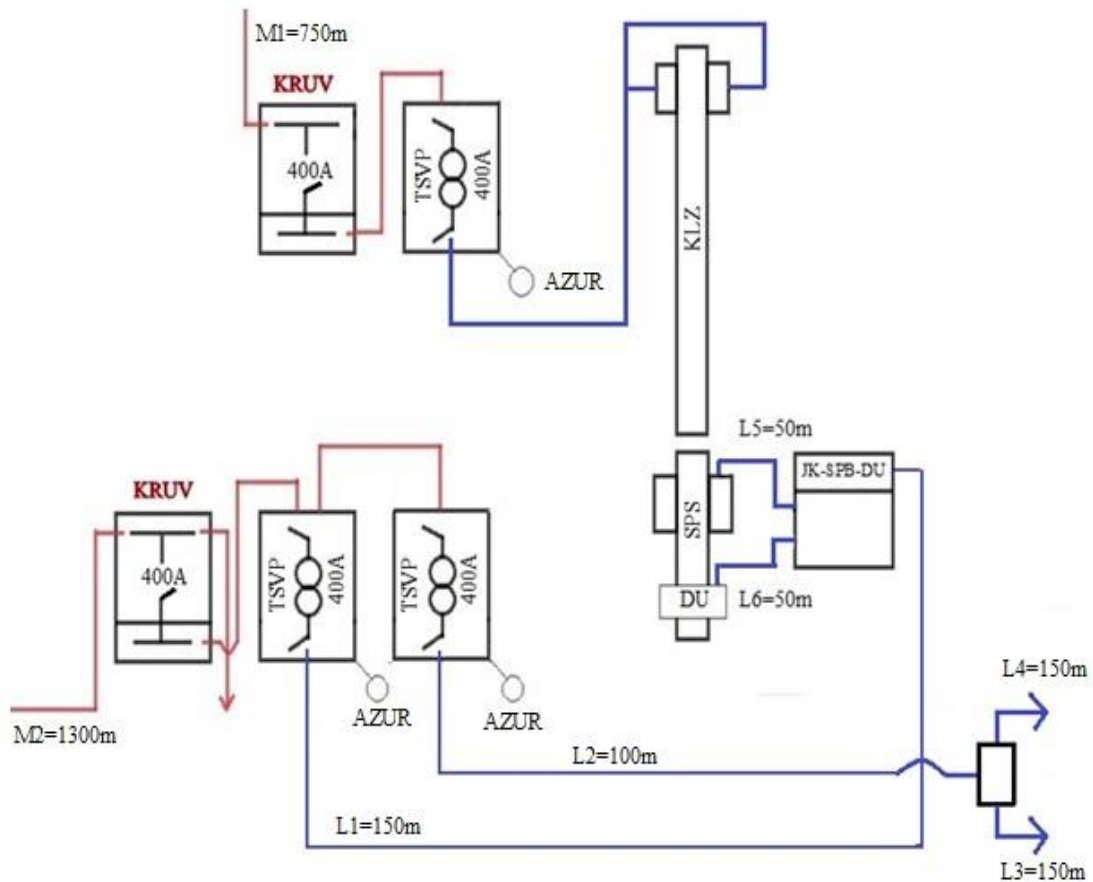 M1=750m
KRUV
400A
TSVP
400A
AZUR
KLZ
L5=50m
JK-SPB-DU
SPS
DU
L6=50m
KRUV
400A
TSVP
400A
TSVP
400A
AZUR
AZUR
M2=1300m
L4=150m
L2=100m
L1=150m
L3=150m